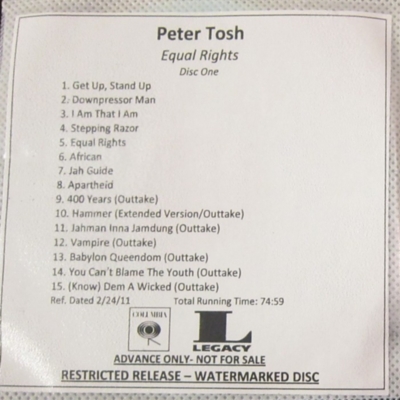 Peter Tosh
Equal Rights
Disc One
1. Get Up, Stand Up
2. Downpressor Man
3. I Am That I Am
4. Stepping Razor
5. Equal Rights
6. African
7. Jah Guide
8. Apartheid
9. 400 Years (Outtake)
10. Hammer (Extended Version/Outtake)
11. Jahman Inna Jamdung (Outtake)
12. Vampire (Outtake)
13. Babylon Queendom (Outtake)
14. You Can't Blame The Youth (Outtake)
15. (Know) Dem A Wicked (Outtake)
Ref. Dated 2/24/11 Total Running Time: 74:59
COLUMBIA
L
LEGACY
ADVANCE ONLY- NOT FOR SALE
RESTRICTED RELEASE – WATERMARKED DISC